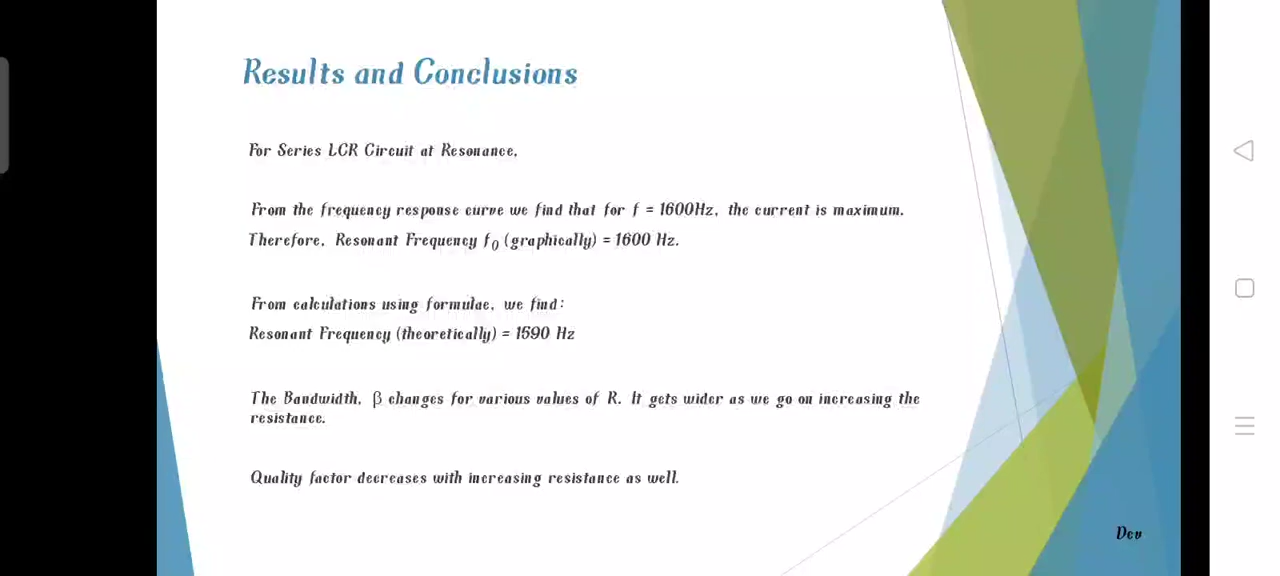 Results and Conclusions
For Series LCR Circuit at Resonance,
From the frequency response curve we find that for f = 1600Hz, the current is maximum.
Therefore, Resonant Frequency f₀ (graphically) = 1600 Hz.
From calculations using formulae, we find:
Resonant Frequency (theoretically) = 1590 Hz
The Bandwidth, β changes for various values of R. It gets wider as we go on increasing the
resistance.
Quality factor decreases with increasing resistance as well.
Dev